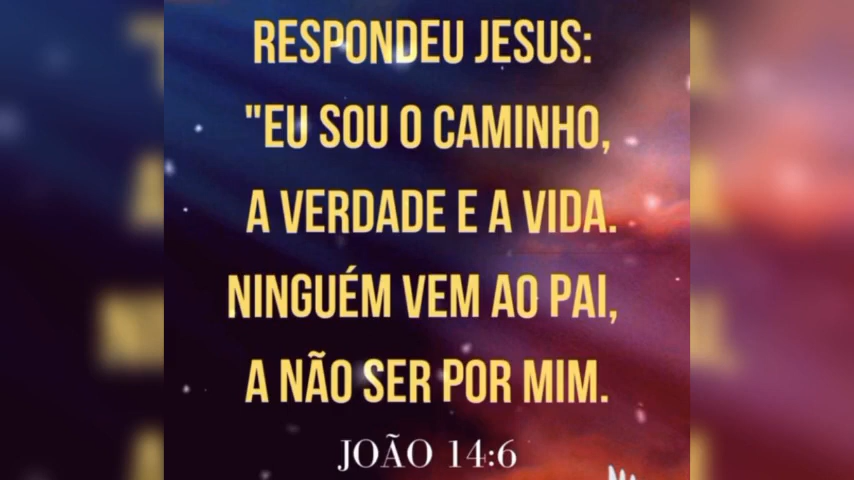 RESPONDEU JESUS:
"EU SOU O CAMINHO,
A VERDADE E A VIDA.
NINGUÉM VEM AO PAI,
A NÃO SER POR MIM.
JOÃO 14:6